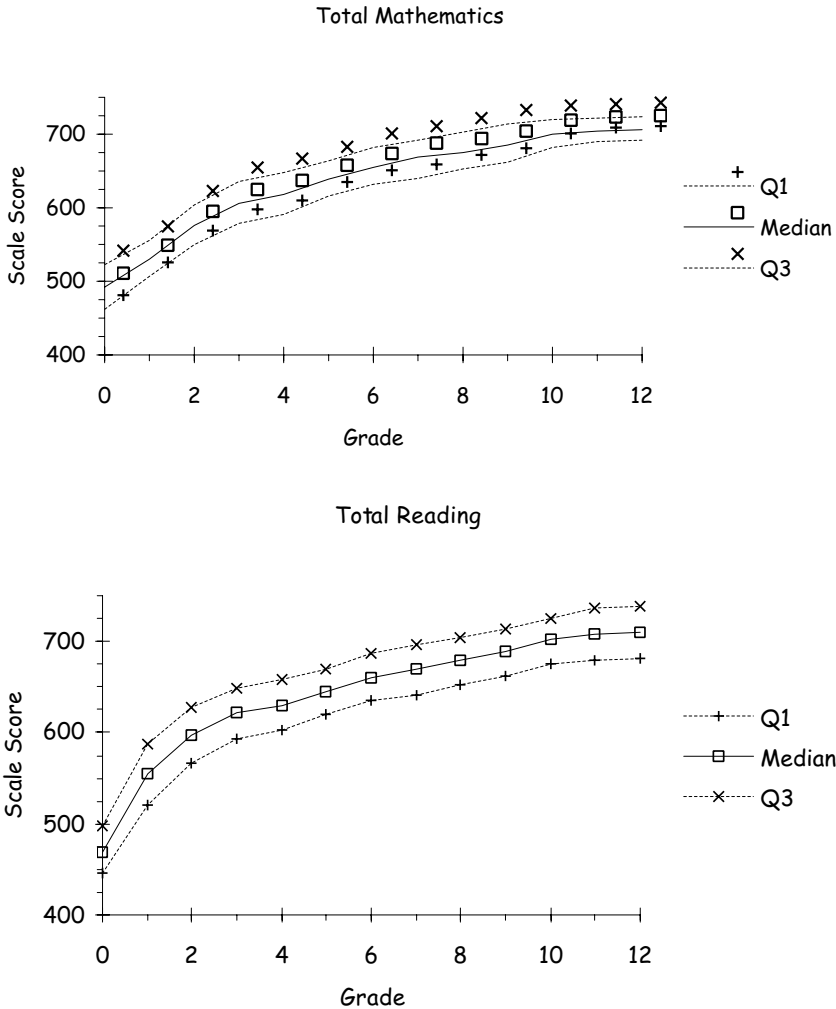 Total Mathematics
700
600
500
400
Scale Score
0 2 4 6 8 10 12
Grade
Q1
Median
Q3
Total Reading
700
600
500
400
Scale Score
0 2 4 6 8 10 12
Grade
Q1
Median
Q3